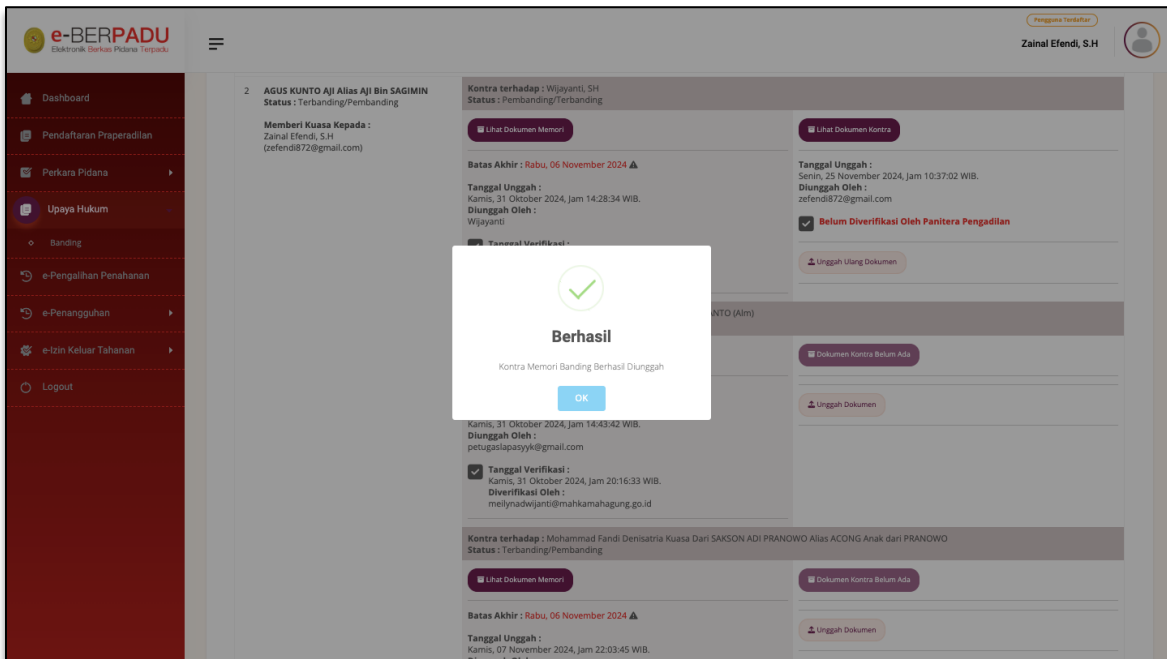 e-BERPADU
Elektronik Berkas Pidana Terpadu
Pengguna Terdaftar
Zainal Efendi, S.H
Dashboard
Pendaftaran Praperadilan
Perkara Pidana
Upaya Hukum
Banding
e-Pengalihan Penahanan
e-Penangguhan
e-Izin Keluar Tahanan
Logout
2 AGUS KUNTO AJI Alias AJI Bin SAGIMIN
Status : Terbanding/Pembanding
Memberi Kuasa Kepada :
Zainal Efendi, S.H
(zefendi872@gmail.com)
Kontra terhadap : Wijayanti, SH
Status : Pembanding/Terbanding
Lihat Dokumen Memori
Batas Akhir : Rabu, 06 November 2024
Tanggal Unggah :
Kamis, 31 Oktober 2024, Jam 14:28:34 WIB.
Diunggah Oleh :
Wijayanti
Tanggal Verifikasi :
Lihat Dokumen Kontra
Tanggal Unggah :
Senin, 25 November 2024, Jam 10:37:02 WIB.
Diunggah Oleh :
zefendi872@gmail.com
Belum Diverifikasi Oleh Panitera Pengadilan
Unggah Ulang Dokumen
Berhasil
Kontra Memori Banding Berhasil Diunggah
OK
ANTO (Alm)
Dokumen Kontra Belum Ada
Unggah Dokumen
Kamis, 31 Oktober 2024, Jam 14:43:42 WIB.
Diunggah Oleh :
petugaslapasyyk@gmail.com
Tanggal Verifikasi :
Kamis, 31 Oktober 2024, Jam 20:16:33 WIB.
Diverifikasi Oleh :
meilynadwijanti@mahkamahagung.go.id
Kontra terhadap : Mohammad Fandi Denisatria Kuasa Dari SAKSON ADI PRANOWO Alias ACONG Anak dari PRANOWO
Status : Terbanding/Pembanding
Lihat Dokumen Memori
Batas Akhir : Rabu, 06 November 2024
Tanggal Unggah :
Kamis, 07 November 2024, Jam 22:03:45 WIB.
Dokumen Kontra Belum Ada
Unggah Dokumen